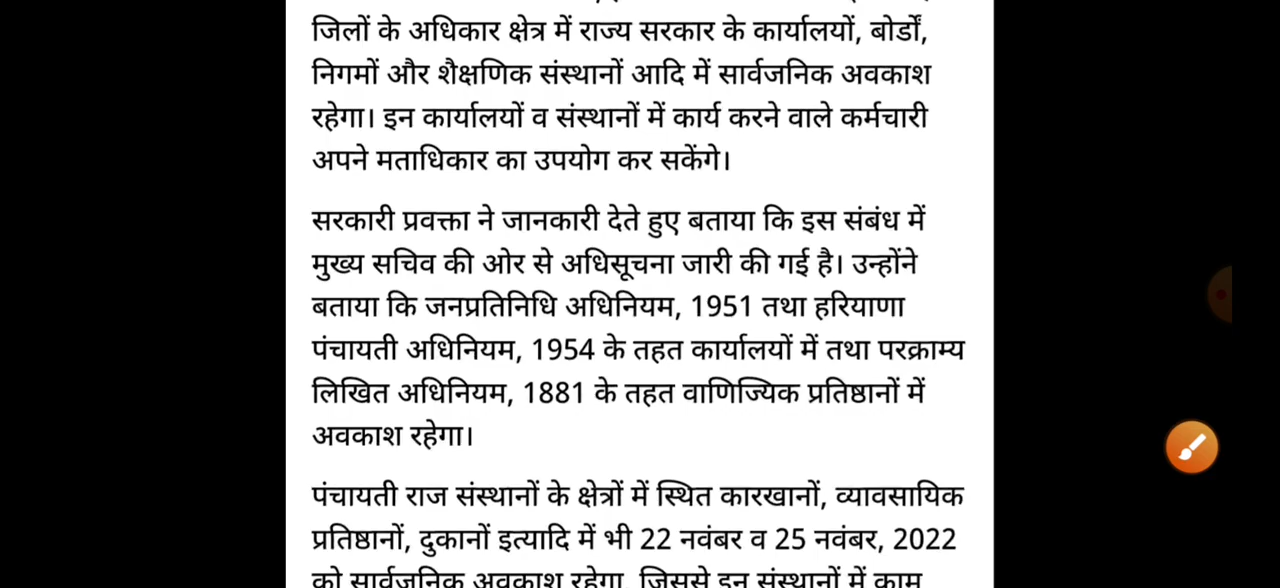 जिलों के अधिकार क्षेत्र में राज्य सरकार के कार्यालयों, बोर्डों,
निगमों और शैक्षणिक संस्थानों आदि में सार्वजनिक अवकाश
रहेगा। इन कार्यालयों व संस्थानों में कार्य करने वाले कर्मचारी
अपने मताधिकार का उपयोग कर सकेंगे।
सरकारी प्रवक्ता ने जानकारी देते हुए बताया कि इस संबंध में
मुख्य सचिव की ओर से अधिसूचना जारी की गई है। उन्होंने
बताया कि जनप्रतिनिधि अधिनियम, 1951 तथा हरियाणा
पंचायती अधिनियम, 1954 के तहत कार्यालयों में तथा परक्राम्य
लिखित अधिनियम, 1881 के तहत वाणिज्यिक प्रतिष्ठानों में
अवकाश रहेगा।
पंचायती राज संस्थानों के क्षेत्रों में स्थित कारखानों, व्यावसायिक
प्रतिष्ठानों, दुकानों इत्यादि में भी 22 नवंबर व 25 नवंबर, 2022
को सार्वजनिक अवकाश रहेगा, जिससे इन संस्थानों में काम